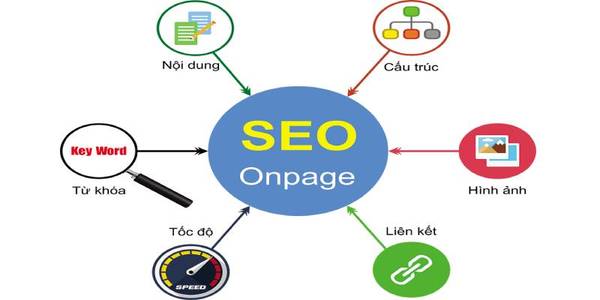 Nội dung
Cấu trúc
SEO
Onpage
Key Word
Từ khóa
Hình ảnh
Tốc độ
SPEED
Liên kết